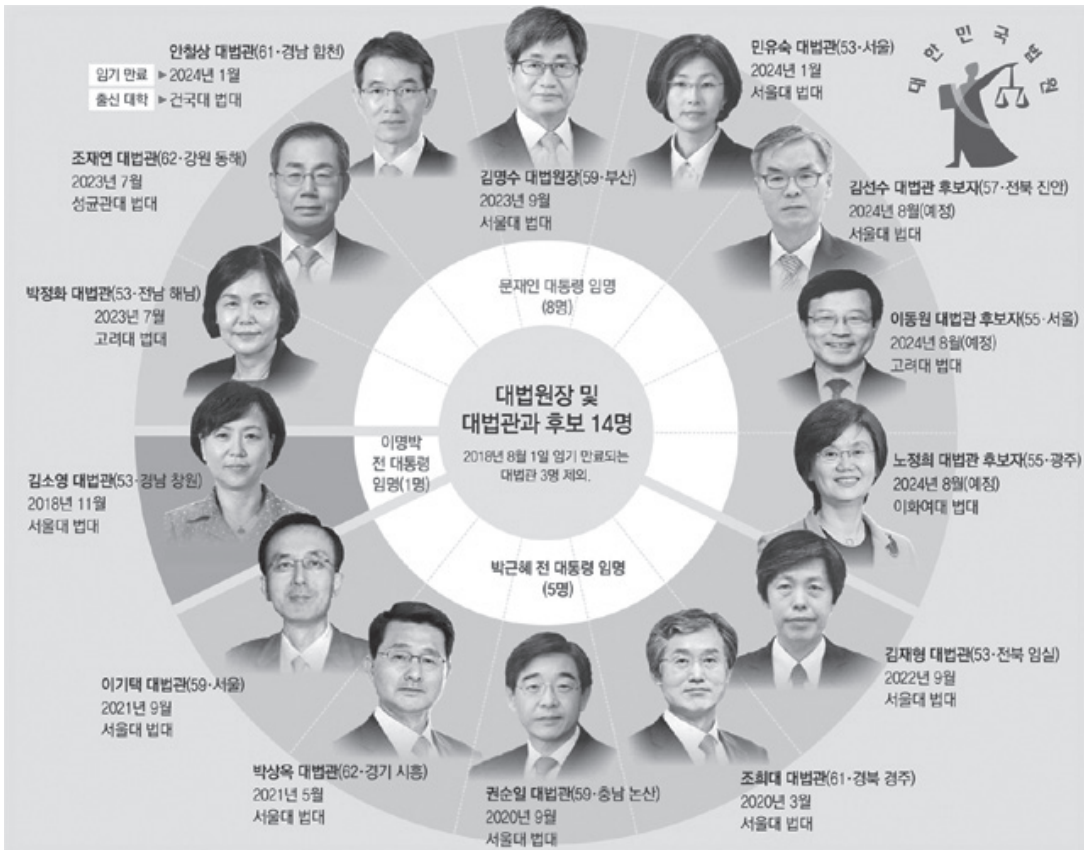 대한민국법원
안철상 대법관(61·경남 합천)
임기 만료 ▶ 2024년 1월
출신 대학 ▶ 건국대 법대
김명수 대법원장(59·부산)
2023년 9월
서울대 법대
민유숙 대법관(53·서울)
2024년 1월
서울대 법대
조재연 대법관(62·강원 동해)
2023년 7월
성균관대 법대
김선수 대법관 후보자(57·전북 진안)
2024년 8월(예정)
서울대 법대
박정화 대법관(53·전남 해남)
2023년 7월
고려대 법대
이동원 대법관 후보자(55·서울)
2024년 8월(예정)
고려대 법대
문재인 대통령 임명
(8명)
대법원장 및
대법관과 후보 14명
2018년 8월 1일 임기 만료되는
대법관 3명 제외.
이명박
전 대통령
임명(1명)
김소영 대법관(53·경남 창원)
2018년 11월
서울대 법대
노정희 대법관 후보자(55·광주)
2024년 8월(예정)
이화여대 법대
박근혜 전 대통령 임명
(5명)
이기택 대법관(59·서울)
2021년 9월
서울대 법대
김재형 대법관(53·전북 임실)
2022년 9월
서울대 법대
박상옥 대법관(62·경기 시흥)
2021년 5월
서울대 법대
권순일 대법관(59·충남 논산)
2020년 9월
서울대 법대
조희대 대법관(61·경북 경주)
2020년 3월
서울대 법대